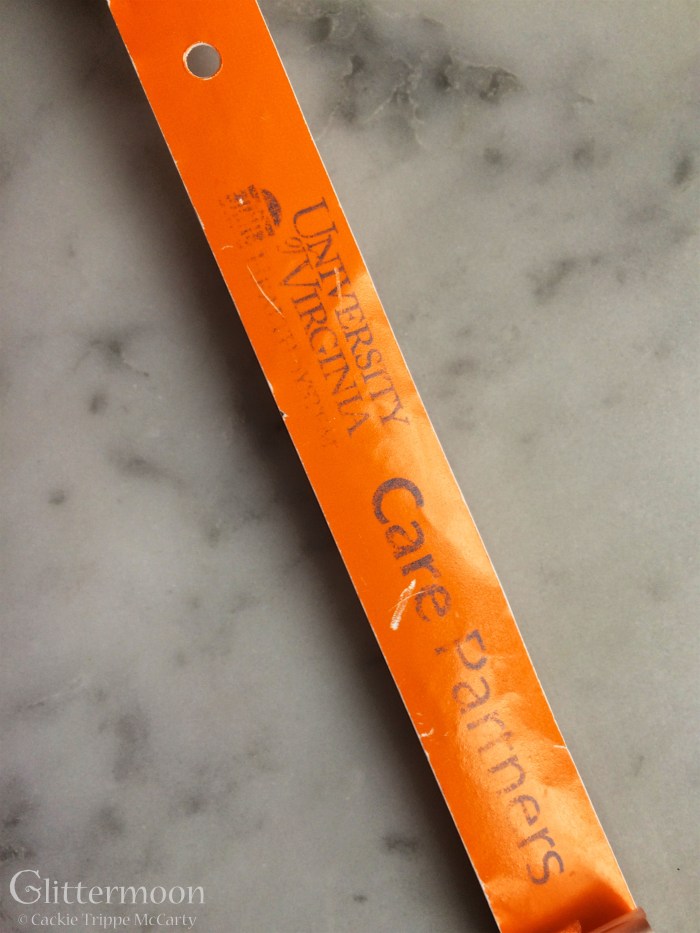 UNIVERSITY
of VIRGINIA
Care Partners
Glittermoon
© Cackie Trippe McCarty